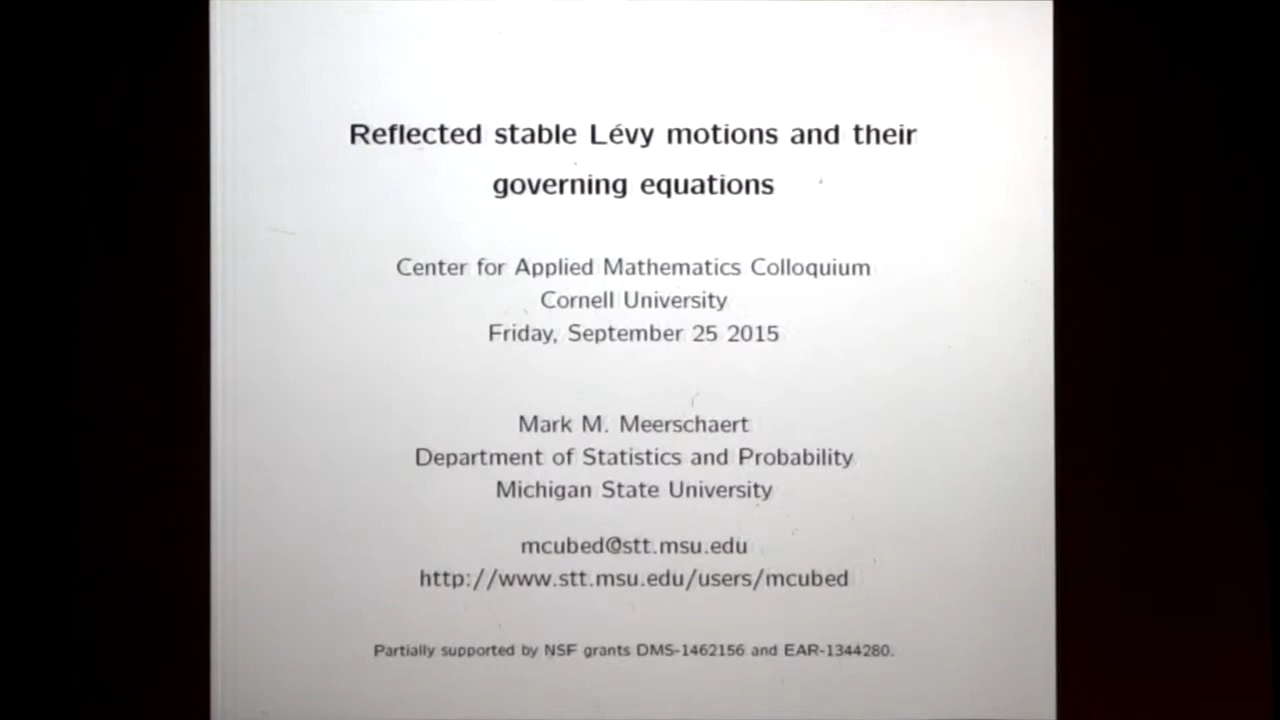 Reflected stable Lévy motions and their
governing equations
Center for Applied Mathematics Colloquium
Cornell University
Friday, September 25 2015
Mark M. Meerschaert
Department of Statistics and Probability
Michigan State University
mcubed@stt.msu.edu
http://www.stt.msu.edu/users/mcubed
Partially supported by NSF grants DMS-1462156 and EAR-1344280.